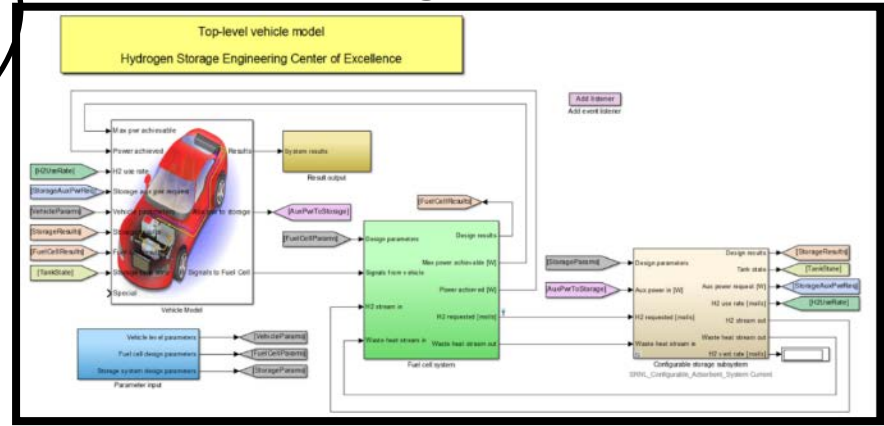 Top-level vehicle model
Hydrogen Storage Engineering Center of Excellence
Add listener
Add event listener
Max pwr achievable
Power achieved
H2 use rate
Storage aux pwr request
Vehicle parameters
Special
Results
Signals to Fuel Cell
Vehicle Model
[H2UseRate]
[StorageAuxPwrReq]
[VehicleParams]
[StorageResults]
[FuelCellResults]
[TankState]
System results
Result output
[AuxPwrToStorage]
[FuelCellResults]
[FuelCellParams]
Design parameters
Signals from vehicle
H2 stream in
Waste heat stream in
Design results
Max power achievable [W]
Power achieved [W]
H2 requested [mol/s]
Waste heat stream out
Fuel cell system
[StorageParams]
[AuxPwrToStorage]
Design parameters
Aux power in [W]
H2 requested [mol/s]
Waste heat stream in
Design results
Tank state
Aux power request [W]
H2 use rate [mol/s]
H2 stream out
Waste heat stream out
H2 vent rate [mol/s]
[StorageResults]
[TankState]
[StorageAuxPwrReq]
[H2UseRate]
Configurable storage subsystem
SRNL_Configurable_Adsorbent_System Current
Vehicle level parameters
Fuel cell design parameters
Storage system design parameters
Parameter input
[VehicleParams]
[FuelCellParams]
[StorageParams]